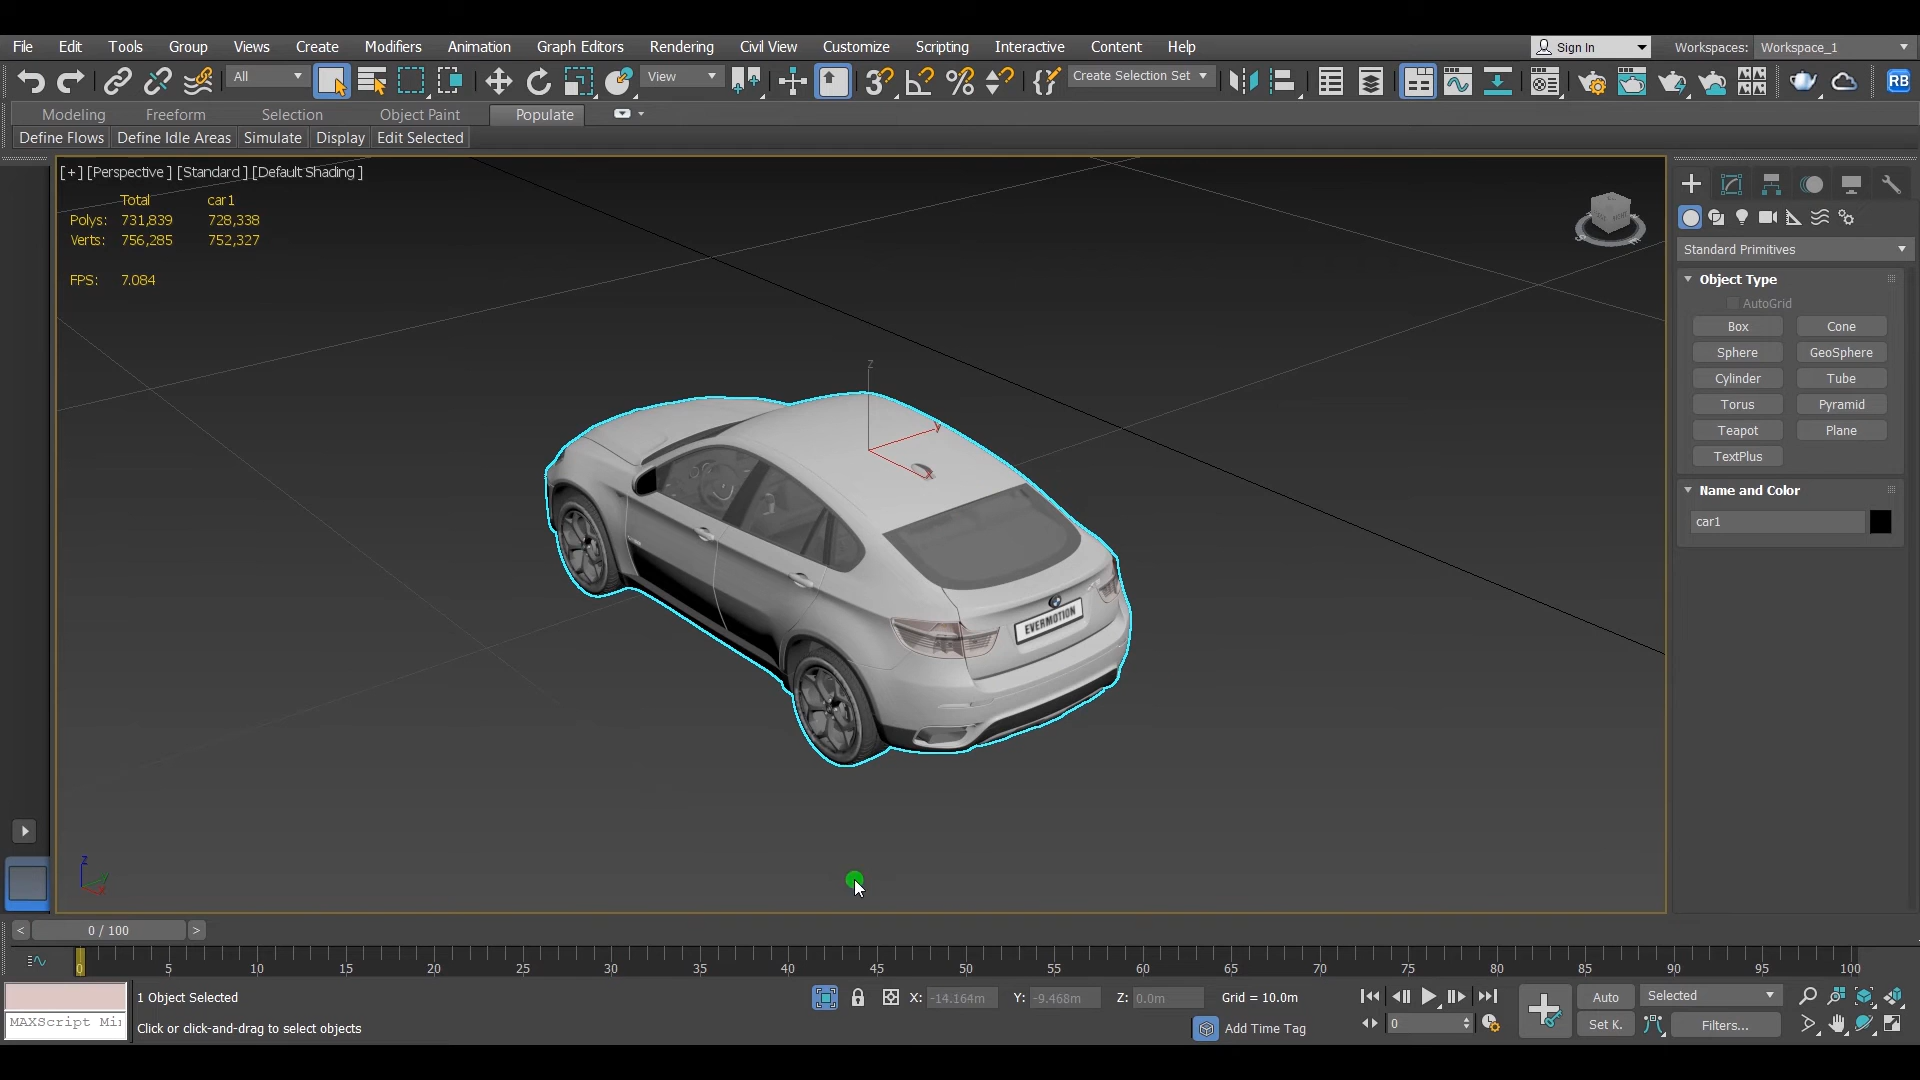 File Edit Tools Group Views Create Modifiers Animation Graph Editors Rendering Civil View Customize Scripting Interactive Content Help Sign In Workspaces: Workspace_1
All View Create Selection Set RB
Modeling Freeform Selection Object Paint Populate
Define Flows Define Idle Areas Simulate Display Edit Selected
[+] [Perspective ] [Standard ] [Default Shading ]
Total car1
Polys: 731,839 728,338
Verts: 756,285 752,327
FPS: 7.084
Standard Primitives
Object Type
AutoGrid
Box Cone
Sphere GeoSphere
Cylinder Tube
Torus Pyramid
Teapot Plane
TextPlus
Name and Color
car1
z
y
x
EVERMOTION
z
x
< 0 / 100 >
0 5 10 15 20 25 30 35 40 45 50 55 60 65 70 75 80 85 90 95 100
1 Object Selected X: -14.164m Y: -9.468m Z: 0.0m Grid = 10.0m Auto Selected
MAXScript Mi
Click or click-and-drag to select objects Add Time Tag 0 Set K. Filters...